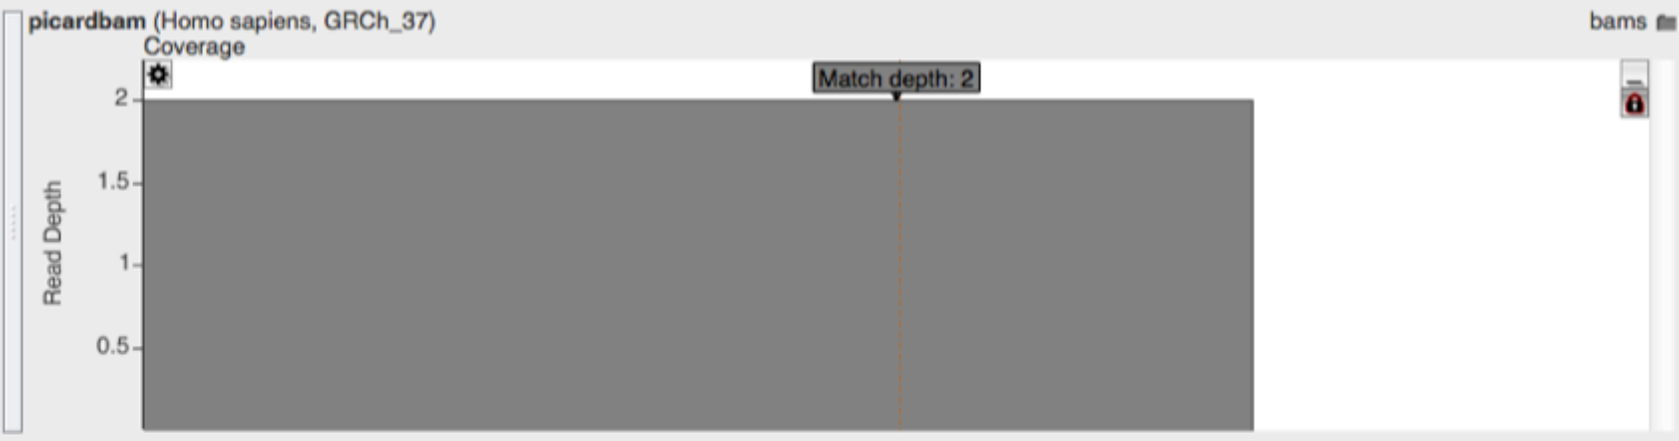 picardbam (Homo sapiens, GRCh_37) bams
Coverage
Match depth: 2
2
1.5
1
0.5
Read Depth